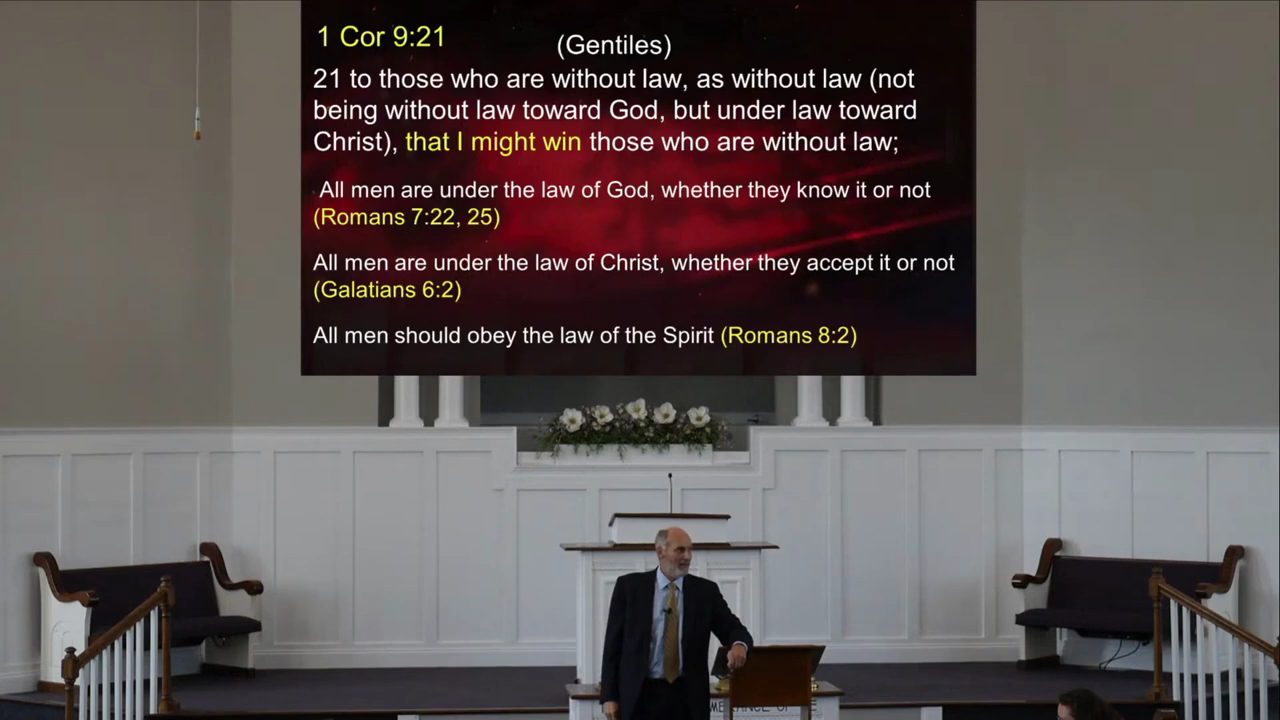 1 Cor 9:21
(Gentiles)
21 to those who are without law, as without law (not
being without law toward God, but under law toward
Christ), that I might win those who are without law;
All men are under the law of God, whether they know it or not
(Romans 7:22, 25)
All men are under the law of Christ, whether they accept it or not
(Galatians 6:2)
All men should obey the law of the Spirit (Romans 8:2)